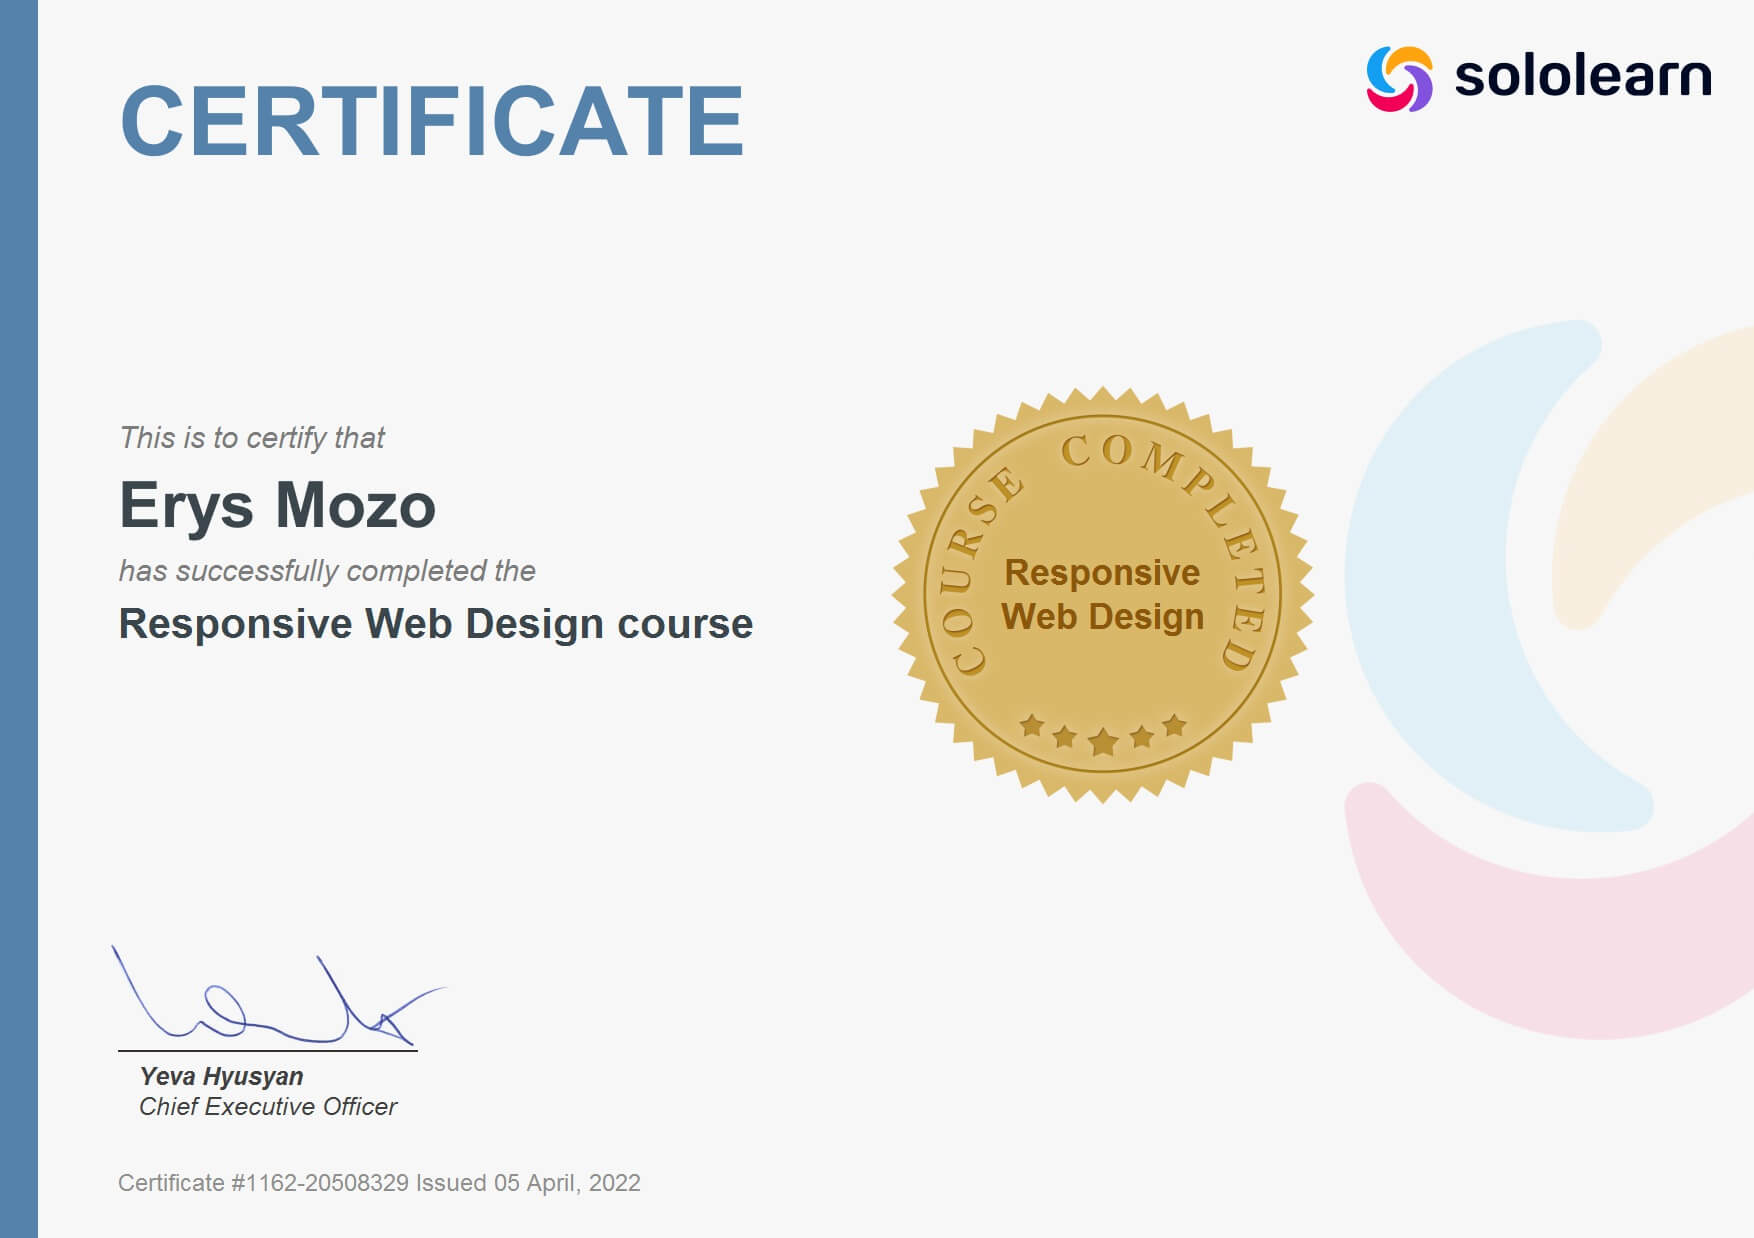 CERTIFICATE
sololearn
This is to certify that
Erys Mozo
has successfully completed the
Responsive Web Design course
COURSE COMPLETED
Responsive
Web Design
Yeva Hyusyan
Chief Executive Officer
Certificate #1162-20508329 Issued 05 April, 2022